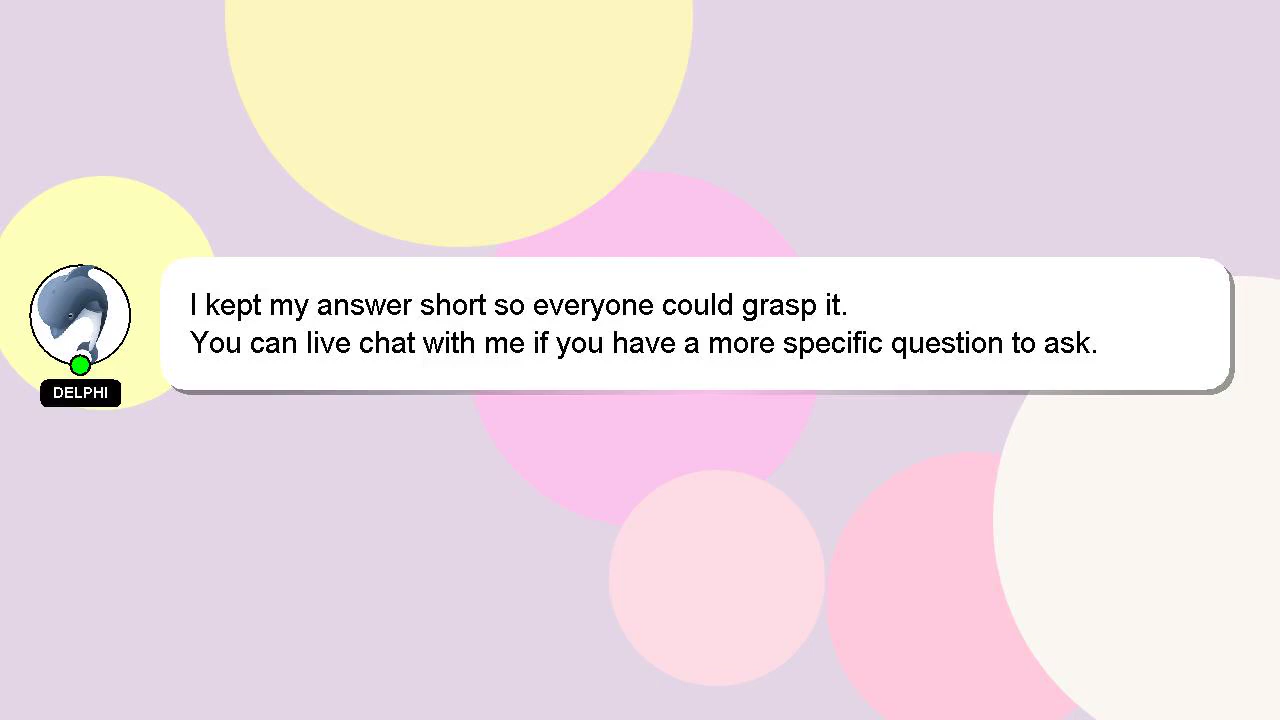 I kept my answer short so everyone could grasp it.
You can live chat with me if you have a more specific question to ask.
DELPHI